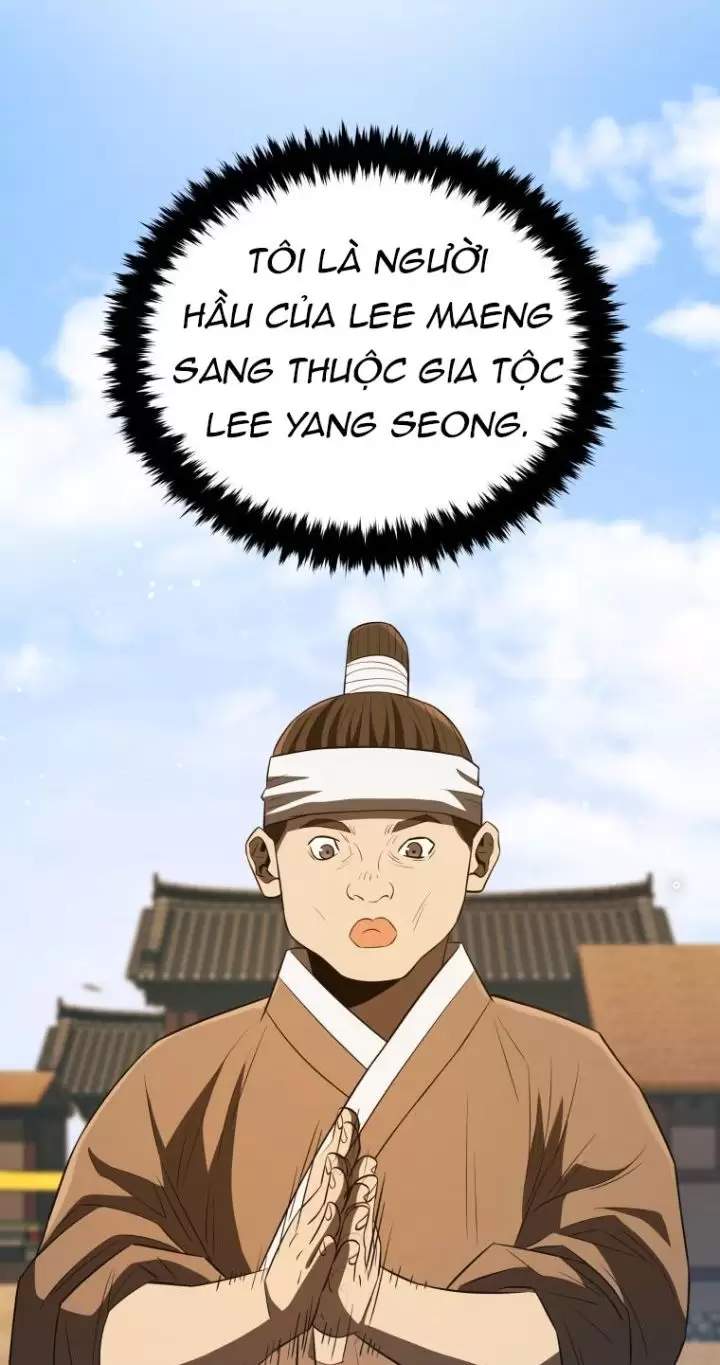 TÔI LÀ NGƯỜI
HẦU CỦA LEE MAENG
SANG THUỘC GIA TỘC
LEE YANG SEONG.